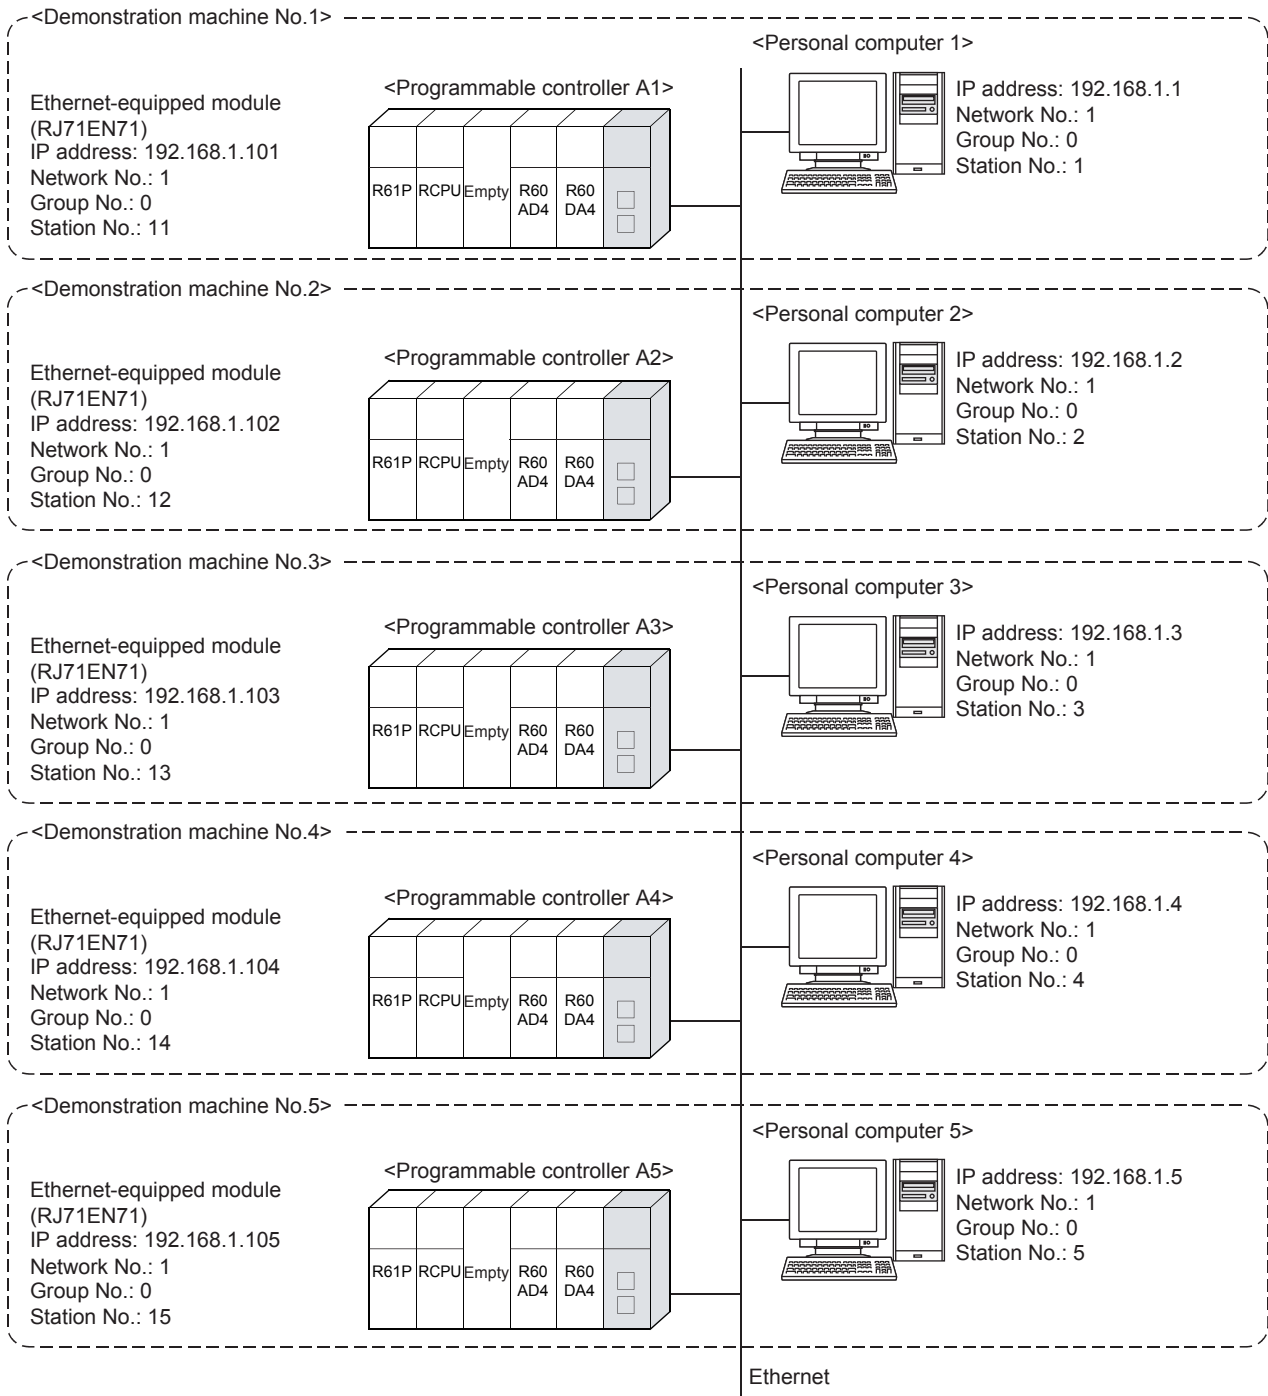 <Demonstration machine No.1>
<Personal computer 1>
<Programmable controller A1>
Ethernet-equipped module
(RJ71EN71)
IP address: 192.168.1.101
Network No.: 1
Group No.: 0
Station No.: 11
R61P RCPU Empty R60 R60
AD4 DA4
IP address: 192.168.1.1
Network No.: 1
Group No.: 0
Station No.: 1
<Demonstration machine No.2>
<Personal computer 2>
<Programmable controller A2>
Ethernet-equipped module
(RJ71EN71)
IP address: 192.168.1.102
Network No.: 1
Group No.: 0
Station No.: 12
R61P RCPU Empty R60 R60
AD4 DA4
IP address: 192.168.1.2
Network No.: 1
Group No.: 0
Station No.: 2
<Demonstration machine No.3>
<Personal computer 3>
<Programmable controller A3>
Ethernet-equipped module
(RJ71EN71)
IP address: 192.168.1.103
Network No.: 1
Group No.: 0
Station No.: 13
R61P RCPU Empty R60 R60
AD4 DA4
IP address: 192.168.1.3
Network No.: 1
Group No.: 0
Station No.: 3
<Demonstration machine No.4>
<Personal computer 4>
<Programmable controller A4>
Ethernet-equipped module
(RJ71EN71)
IP address: 192.168.1.104
Network No.: 1
Group No.: 0
Station No.: 14
R61P RCPU Empty R60 R60
AD4 DA4
IP address: 192.168.1.4
Network No.: 1
Group No.: 0
Station No.: 4
<Demonstration machine No.5>
<Personal computer 5>
<Programmable controller A5>
Ethernet-equipped module
(RJ71EN71)
IP address: 192.168.1.105
Network No.: 1
Group No.: 0
Station No.: 15
R61P RCPU Empty R60 R60
AD4 DA4
IP address: 192.168.1.5
Network No.: 1
Group No.: 0
Station No.: 5
Ethernet